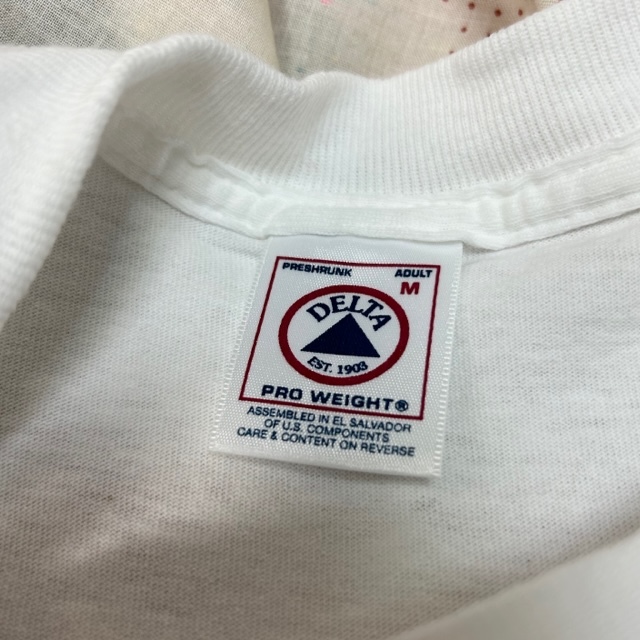 PRESHRUNK ADULT
M
DELTA
EST. 1903
PRO WEIGHT®
ASSEMBLED IN EL SALVADOR
OF U.S. COMPONENTS
CARE & CONTENT ON REVERSE